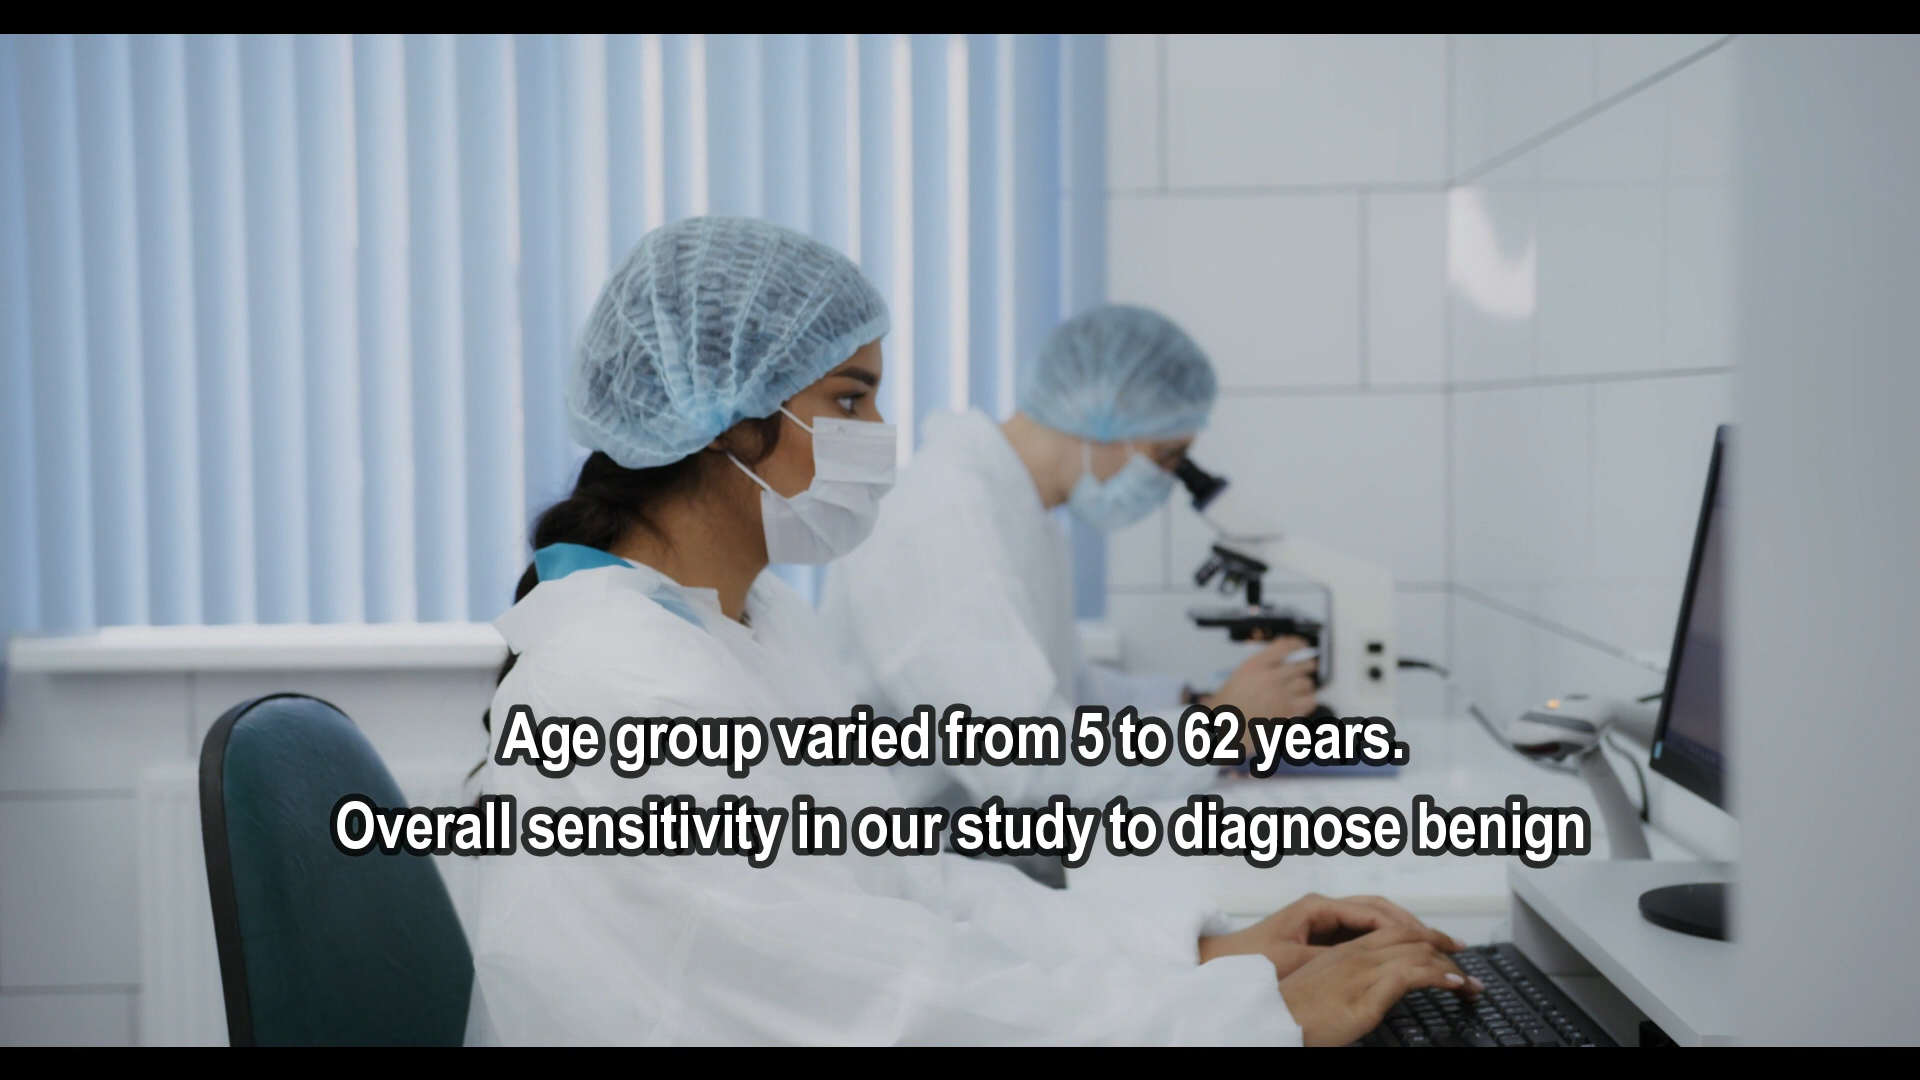 Age group varied from 5 to 62 years.
Overall sensitivity in our study to diagnose benign